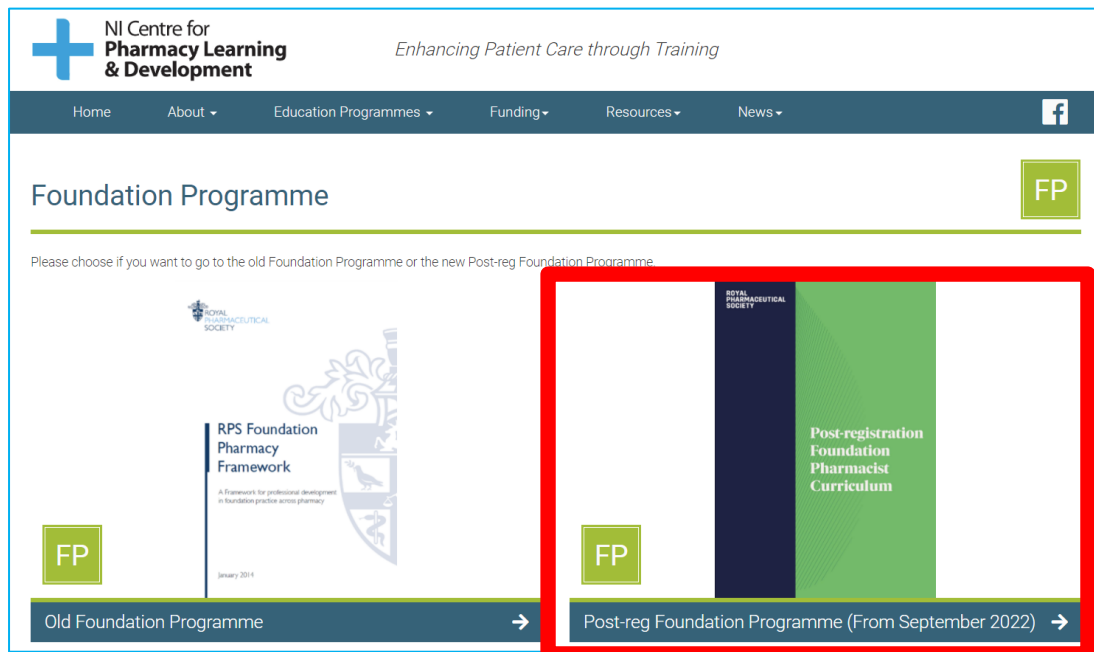 NI Centre for
Pharmacy Learning
& Development
Enhancing Patient Care through Training
Home About Education Programmes Funding Resources News
Foundation Programme
FP
Please choose if you want to go to the old Foundation Programme or the new Post-reg Foundation Programme.
ROYAL
PHARMACEUTICAL
SOCIETY
RPS Foundation
Pharmacy
Framework
A Framework for professional development
in foundation practice across pharmacy
January 2014
FP
Old Foundation Programme
ROYAL
PHARMACEUTICAL
SOCIETY
Post-registration
Foundation
Pharmacist
Curriculum
FP
Post-reg Foundation Programme (From September 2022)